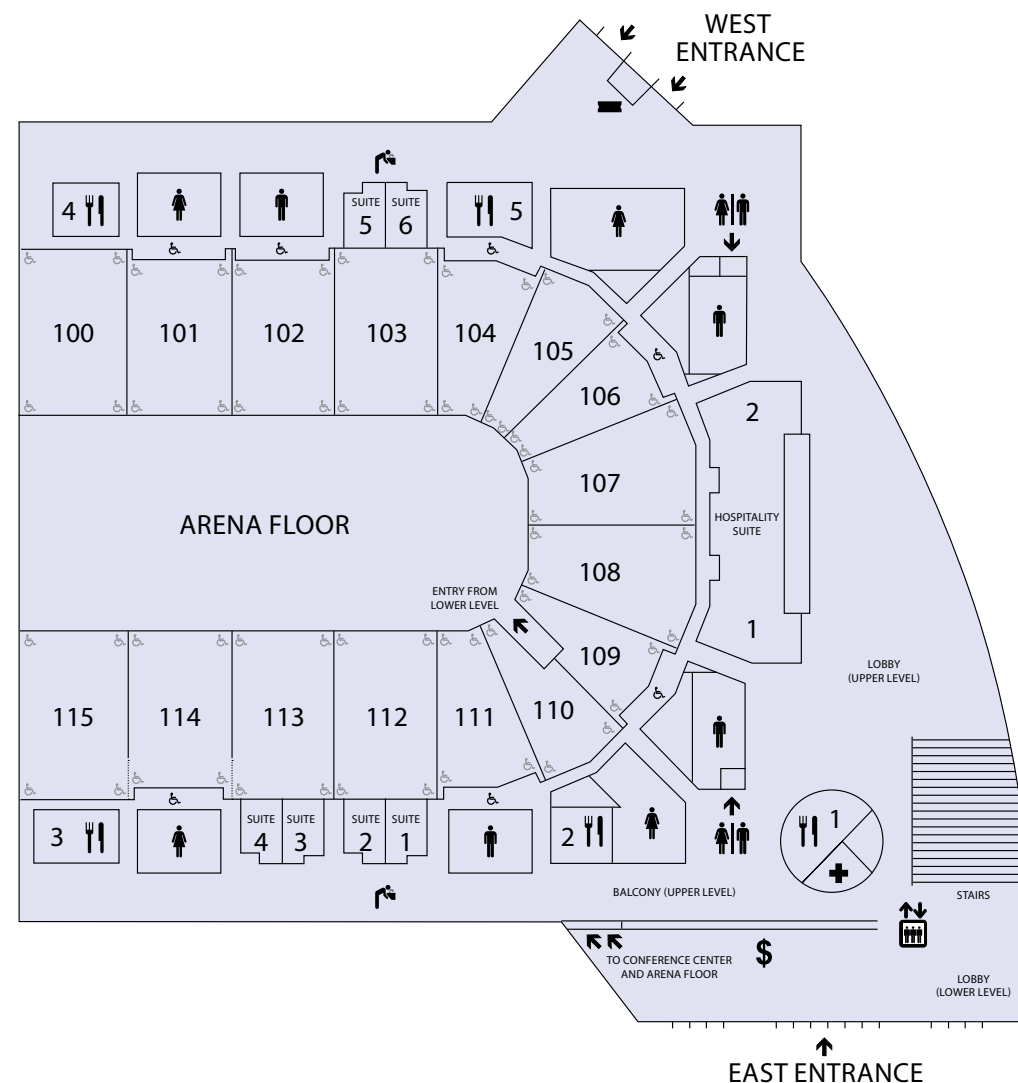 WEST
ENTRANCE
4
SUITE
5
SUITE
6
5
100
101
102
103
104
105
106
2
107
ARENA FLOOR
HOSPITALITY
SUITE
108
ENTRY FROM
LOWER LEVEL
1
109
LOBBY
(UPPER LEVEL)
115
114
113
112
111
110
3
SUITE
4
SUITE
3
SUITE
2
SUITE
1
2
1
BALCONY (UPPER LEVEL)
STAIRS
$
TO CONFERENCE CENTER
AND ARENA FLOOR
LOBBY
(LOWER LEVEL)
EAST ENTRANCE